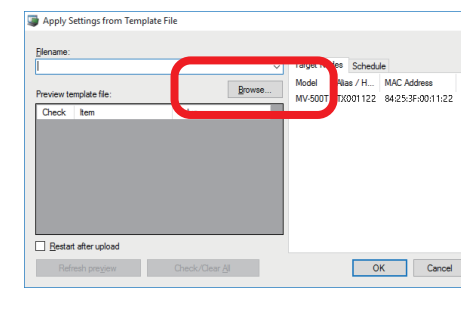 Apply Settings from Template File
Filename:
Target Nodes Schedule
Preview template file:
Browse...
Model Alias / H... MAC Address
MV-500T TX001122 84:25:3F:00:11:22
Check Item
Restart after upload
Refresh preview Check/Clear All
OK Cancel